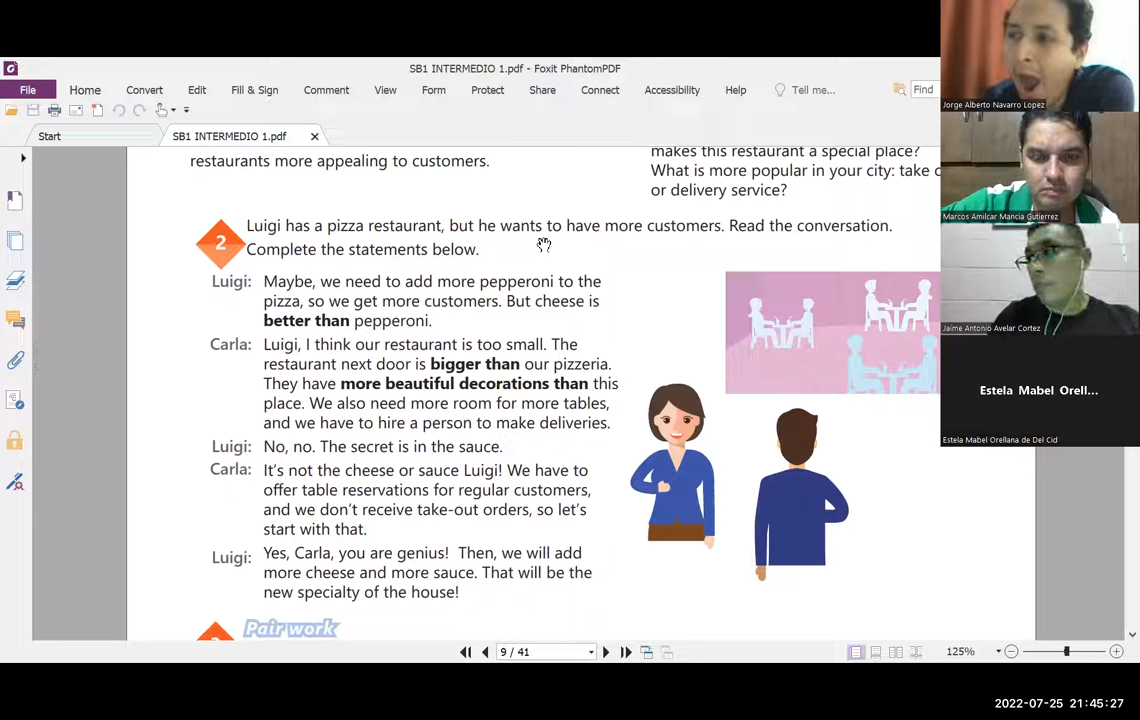 SB1 INTERMEDIO 1.pdf - Foxit PhantomPDF
File Home Convert Edit Fill & Sign Comment View Form Protect Share Connect Accessibility Help Tell me... Find
Start SB1 INTERMEDIO 1.pdf
restaurants more appealing to customers.
makes this restaurant a special place?
What is more popular in your city: take
or delivery service?
2 Luigi has a pizza restaurant, but he wants to have more customers. Read the conversation.
Complete the statements below.
Luigi: Maybe, we need to add more pepperoni to the
pizza, so we get more customers. But cheese is
better than pepperoni.
Carla: Luigi, I think our restaurant is too small. The
restaurant next door is bigger than our pizzeria.
They have more beautiful decorations than this
place. We also need more room for more tables,
and we have to hire a person to make deliveries.
Luigi: No, no. The secret is in the sauce.
Carla: It's not the cheese or sauce Luigi! We have to
offer table reservations for regular customers,
and we don't receive take-out orders, so let's
start with that.
Luigi: Yes, Carla, you are genius! Then, we will add
more cheese and more sauce. That will be the
new specialty of the house!
Pair work
9 / 41
125%
Jorge Alberto Navarro Lopez
Marcos Amilcar Mancia Gutierrez
Jaime Antonio Avelar Cortez
Estela Mabel Orell...
Estela Mabel Orellana de Del Cid
2022-07-25 21:45:27